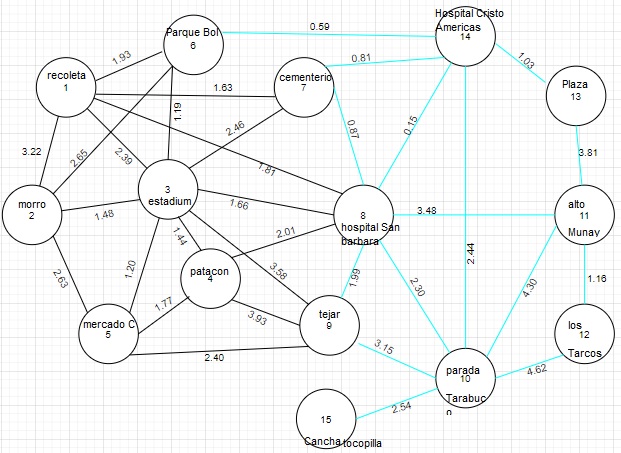 Hospital Cristo
Americas
14
Parque Bol
6
0.59
0.81
1.03
1.93
recoleta
1
cementerio
7
Plaza
13
1.63
1.19
2.46
0.87
0.15
3.22
2.65
2.39
1.81
3.81
morro
2
3
estadium
1.48
1.66
8
hospital San
barbara
3.48
alto
11
Munay
1.44
2.01
2.44
2.63
1.20
patacon
4
3.58
1.99
2.30
4.30
1.16
1.77
3.93
mercado C
5
tejar
9
los
12
Tarcos
2.40
3.15
parada
10
Tarabuc
o
4.62
2.54
15
Cancha tocopilla